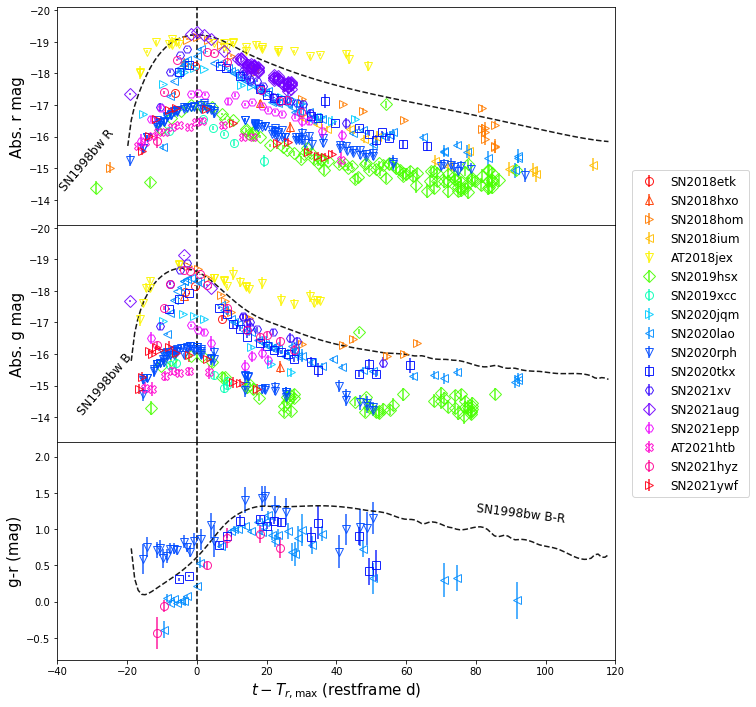 −20
−19
−18
−17
−16
−15
−14
Abs. r mag
SN1998bw R
−20
−19
−18
−17
−16
−15
−14
Abs. g mag
SN1998bw B
2.0
1.5
1.0
0.5
0.0
−0.5
g-r (mag)
SN1998bw B-R
−40 −20 0 20 40 60 80 100 120
t − T_{r,max} (restframe d)
SN2018etk
SN2018hxo
SN2018hom
SN2018ium
AT2018jex
SN2019hsx
SN2019xcc
SN2020jqm
SN2020lao
SN2020rph
SN2020tkx
SN2021xv
SN2021aug
SN2021epp
AT2021htb
SN2021hyz
SN2021ywf